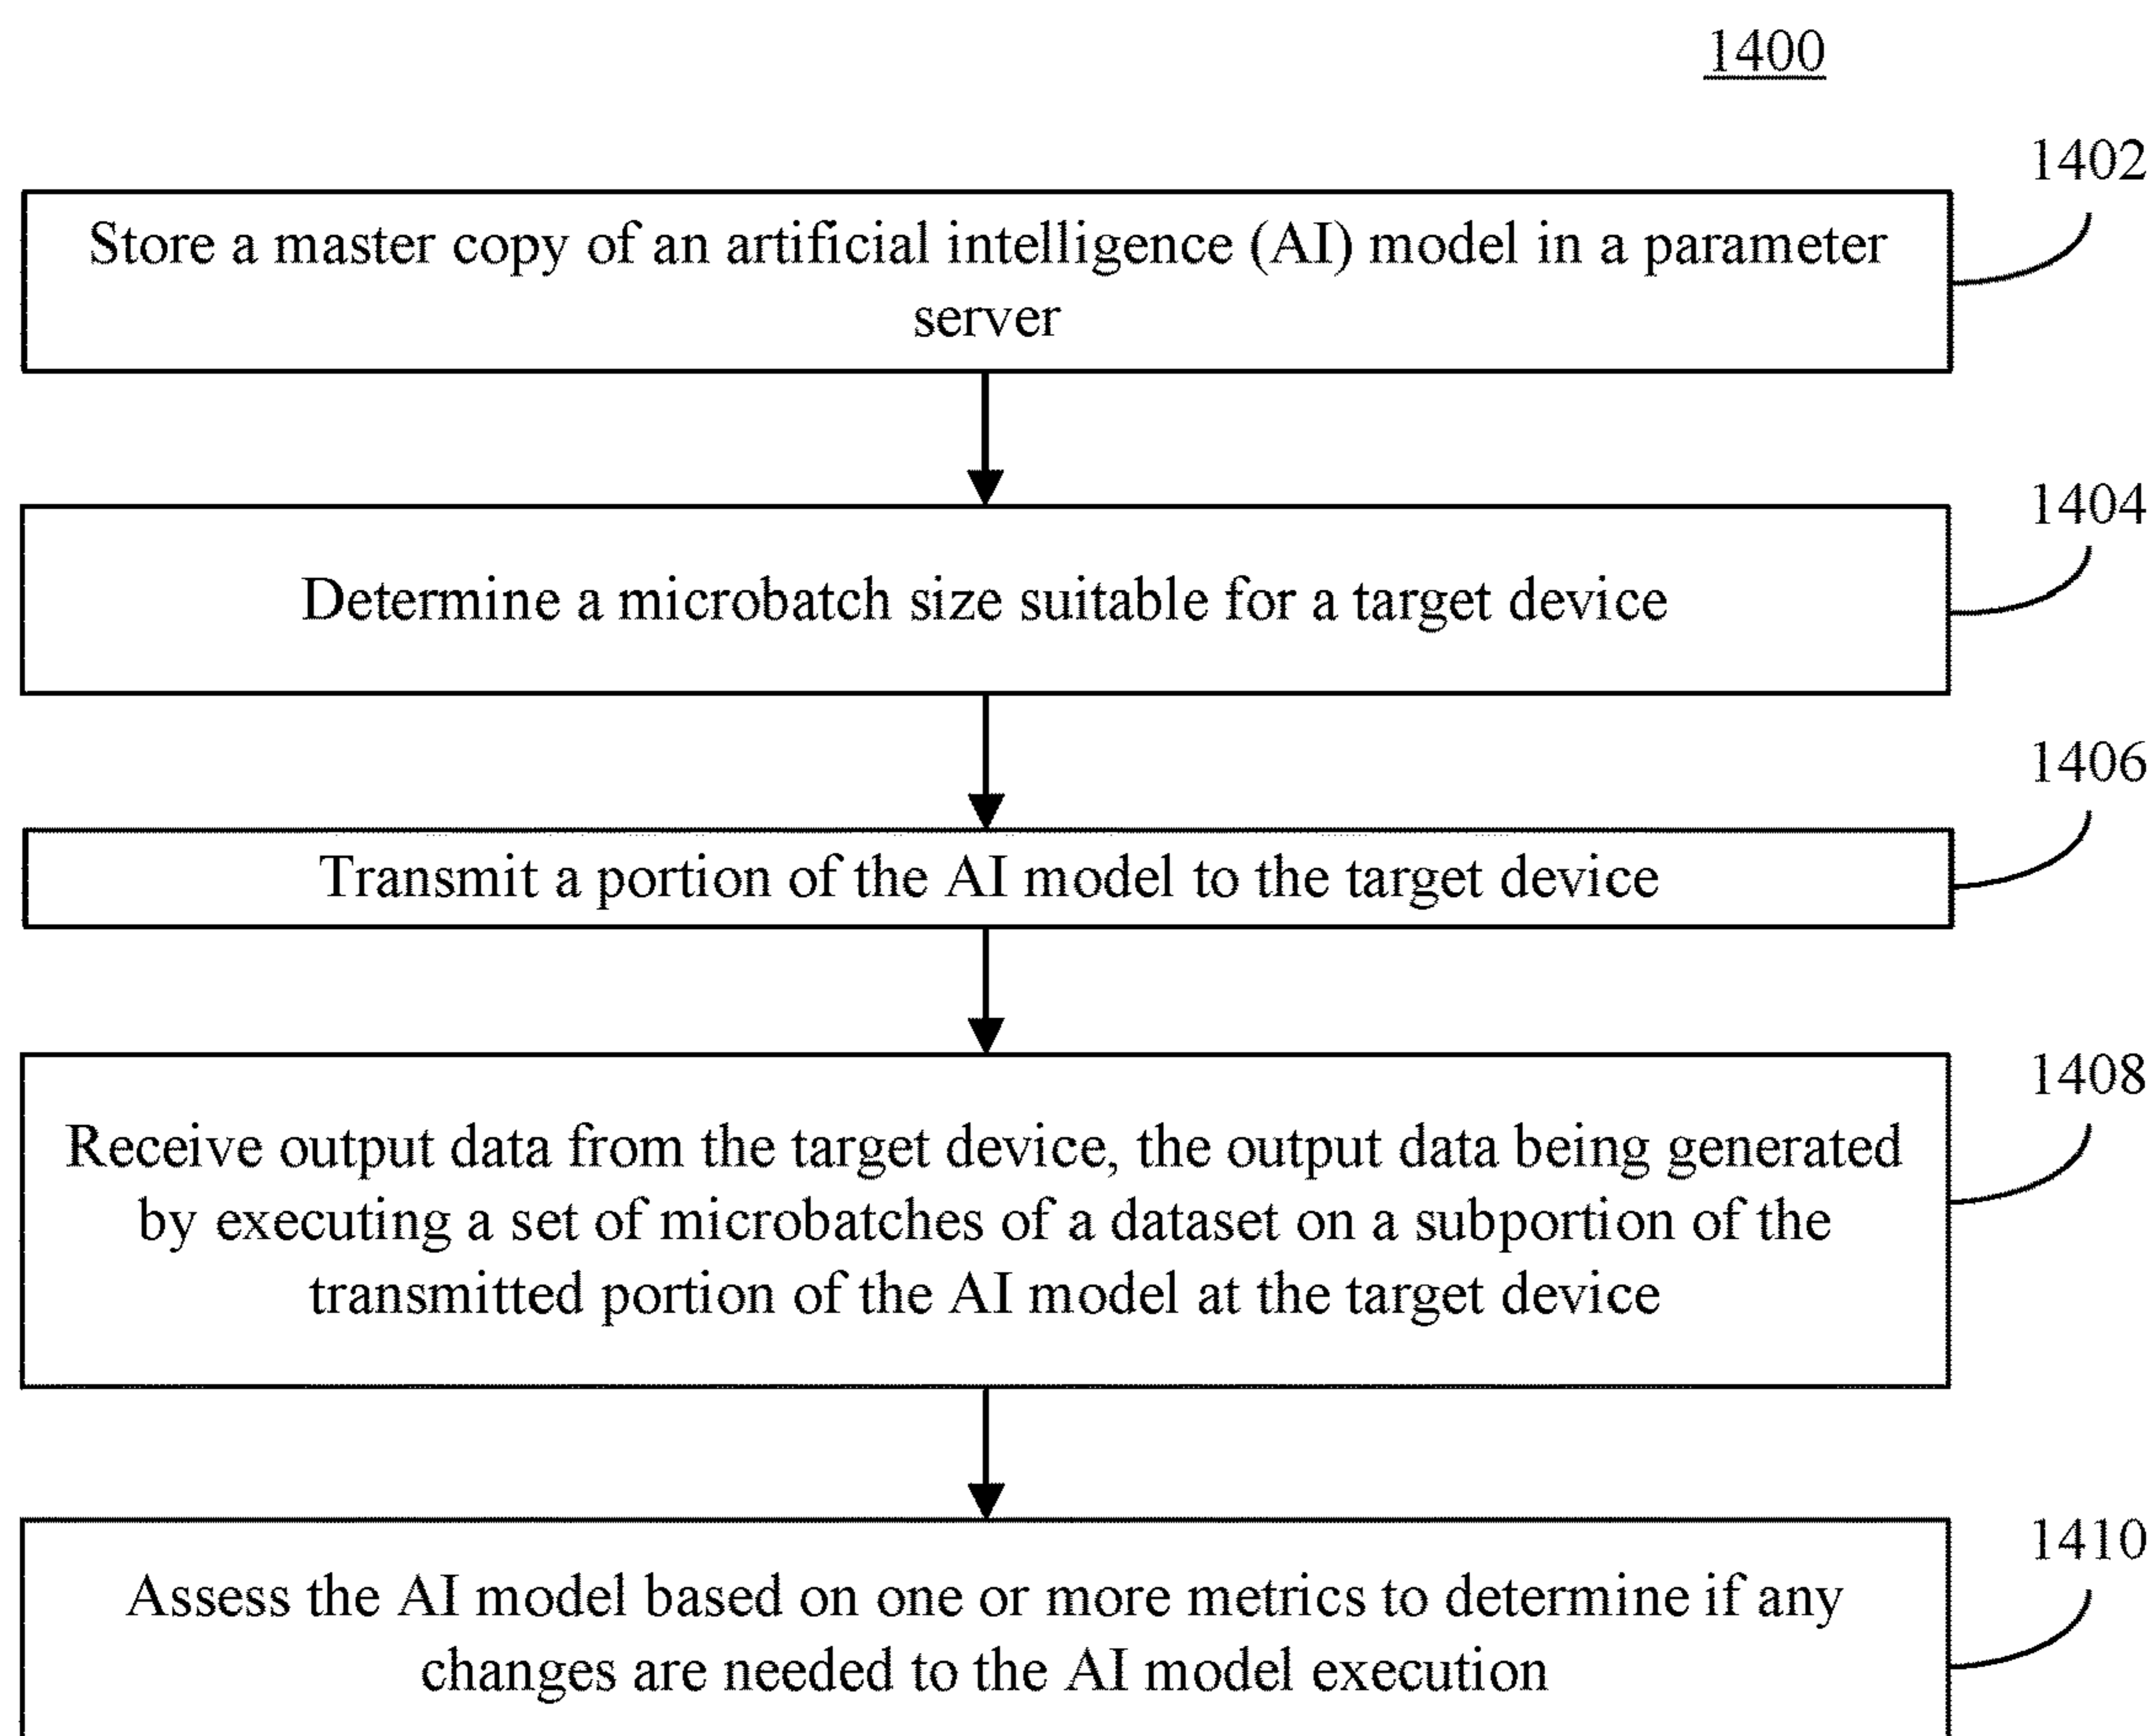 1400
1402
Store a master copy of an artificial intelligence (AI) model in a parameter
server
1404
Determine a microbatch size suitable for a target device
1406
Transmit a portion of the AI model to the target device
1408
Receive output data from the target device, the output data being generated
by executing a set of microbatches of a dataset on a subportion of the
transmitted portion of the AI model at the target device
1410
Assess the AI model based on one or more metrics to determine if any
changes are needed to the AI model execution